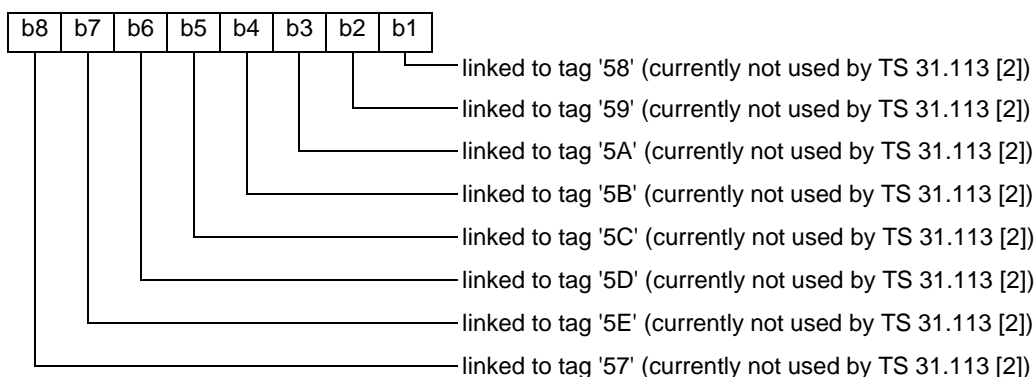 b8 b7 b6 b5 b4 b3 b2 b1
linked to tag '58' (currently not used by TS 31.113 [2])
linked to tag '59' (currently not used by TS 31.113 [2])
linked to tag '5A' (currently not used by TS 31.113 [2])
linked to tag '5B' (currently not used by TS 31.113 [2])
linked to tag '5C' (currently not used by TS 31.113 [2])
linked to tag '5D' (currently not used by TS 31.113 [2])
linked to tag '5E' (currently not used by TS 31.113 [2])
linked to tag '57' (currently not used by TS 31.113 [2])